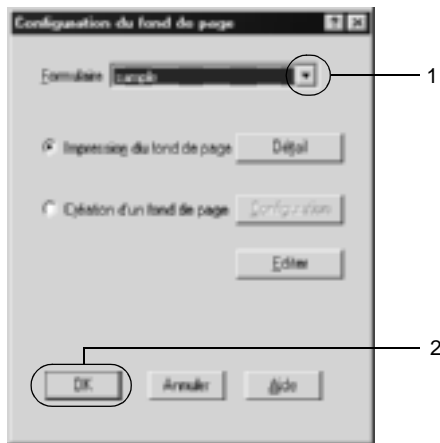 Configuration du fond de page
Formulaire sample
1
Impression du fond de page Détail
Création d'un fond de page Configuration
Editer
2
OK Annuler Aide